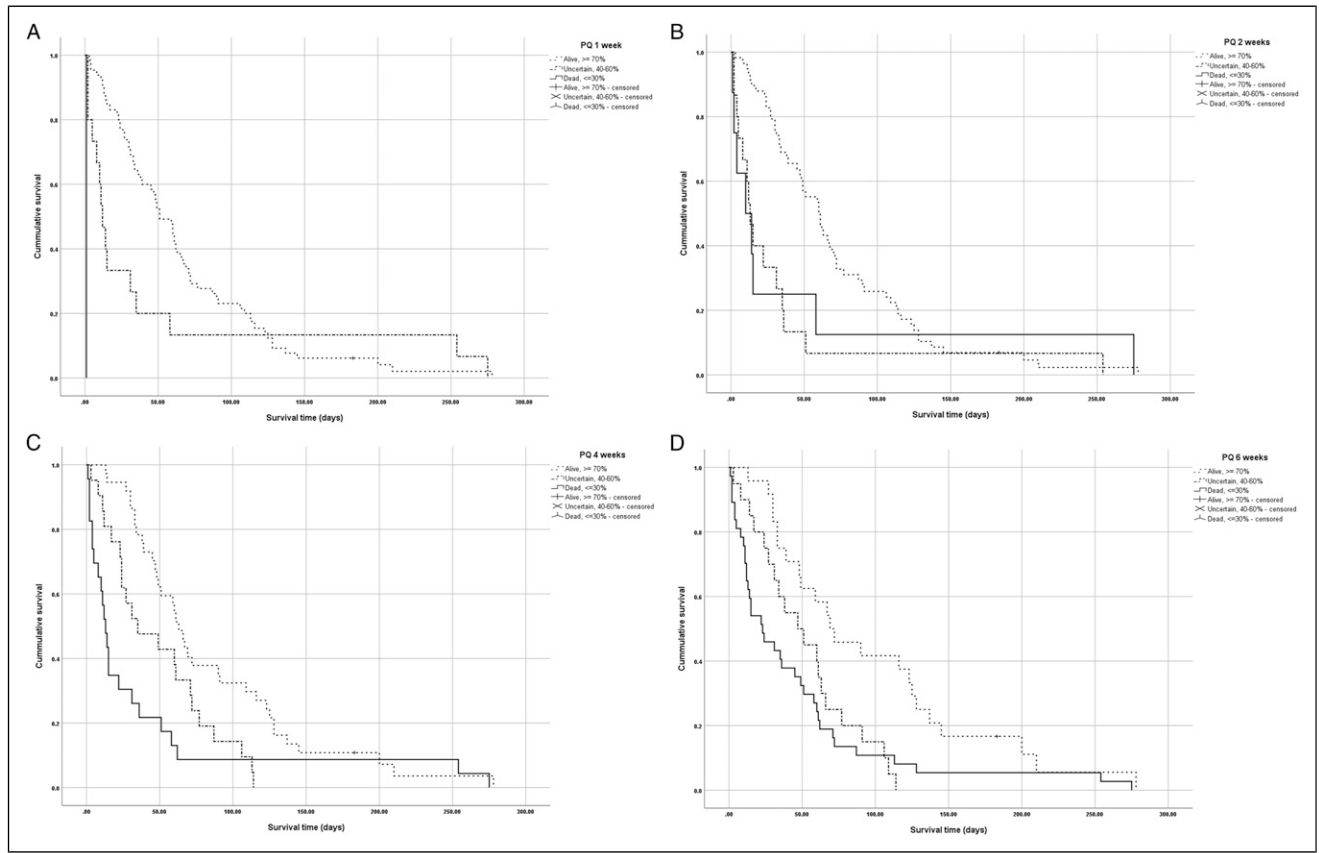 A
PQ 1 week
Alive, >= 70%
Uncertain, 40-60%
Dead, <=30%
Alive, >= 70% - censored
Uncertain, 40-60% - censored
Dead, <=30% - censored
Cummulative survival
1.0
0.8
0.6
0.4
0.2
0.0
.00 50.00 100.00 150.00 200.00 250.00 300.00
Survival time (days)
B
PQ 2 weeks
Alive, >= 70%
Uncertain, 40-60%
Dead, <=30%
Alive, >= 70% - censored
Uncertain, 40-60% - censored
Dead, <=30% - censored
Cummulative survival
1.0
0.8
0.6
0.4
0.2
0.0
.00 50.00 100.00 150.00 200.00 250.00 300.00
Survival time (days)
C
PQ 4 weeks
Alive, >= 70%
Uncertain, 40-60%
Dead, <=30%
Alive, >= 70% - censored
Uncertain, 40-60% - censored
Dead, <=30% - censored
Cummulative survival
1.0
0.8
0.6
0.4
0.2
0.0
.00 50.00 100.00 150.00 200.00 250.00 300.00
Survival time (days)
D
PQ 6 weeks
Alive, >= 70%
Uncertain, 40-60%
Dead, <=30%
Alive, >= 70% - censored
Uncertain, 40-60% - censored
Dead, <=30% - censored
Cummulative survival
1.0
0.8
0.6
0.4
0.2
0.0
.00 50.00 100.00 150.00 200.00 250.00 300.00
Survival time (days)